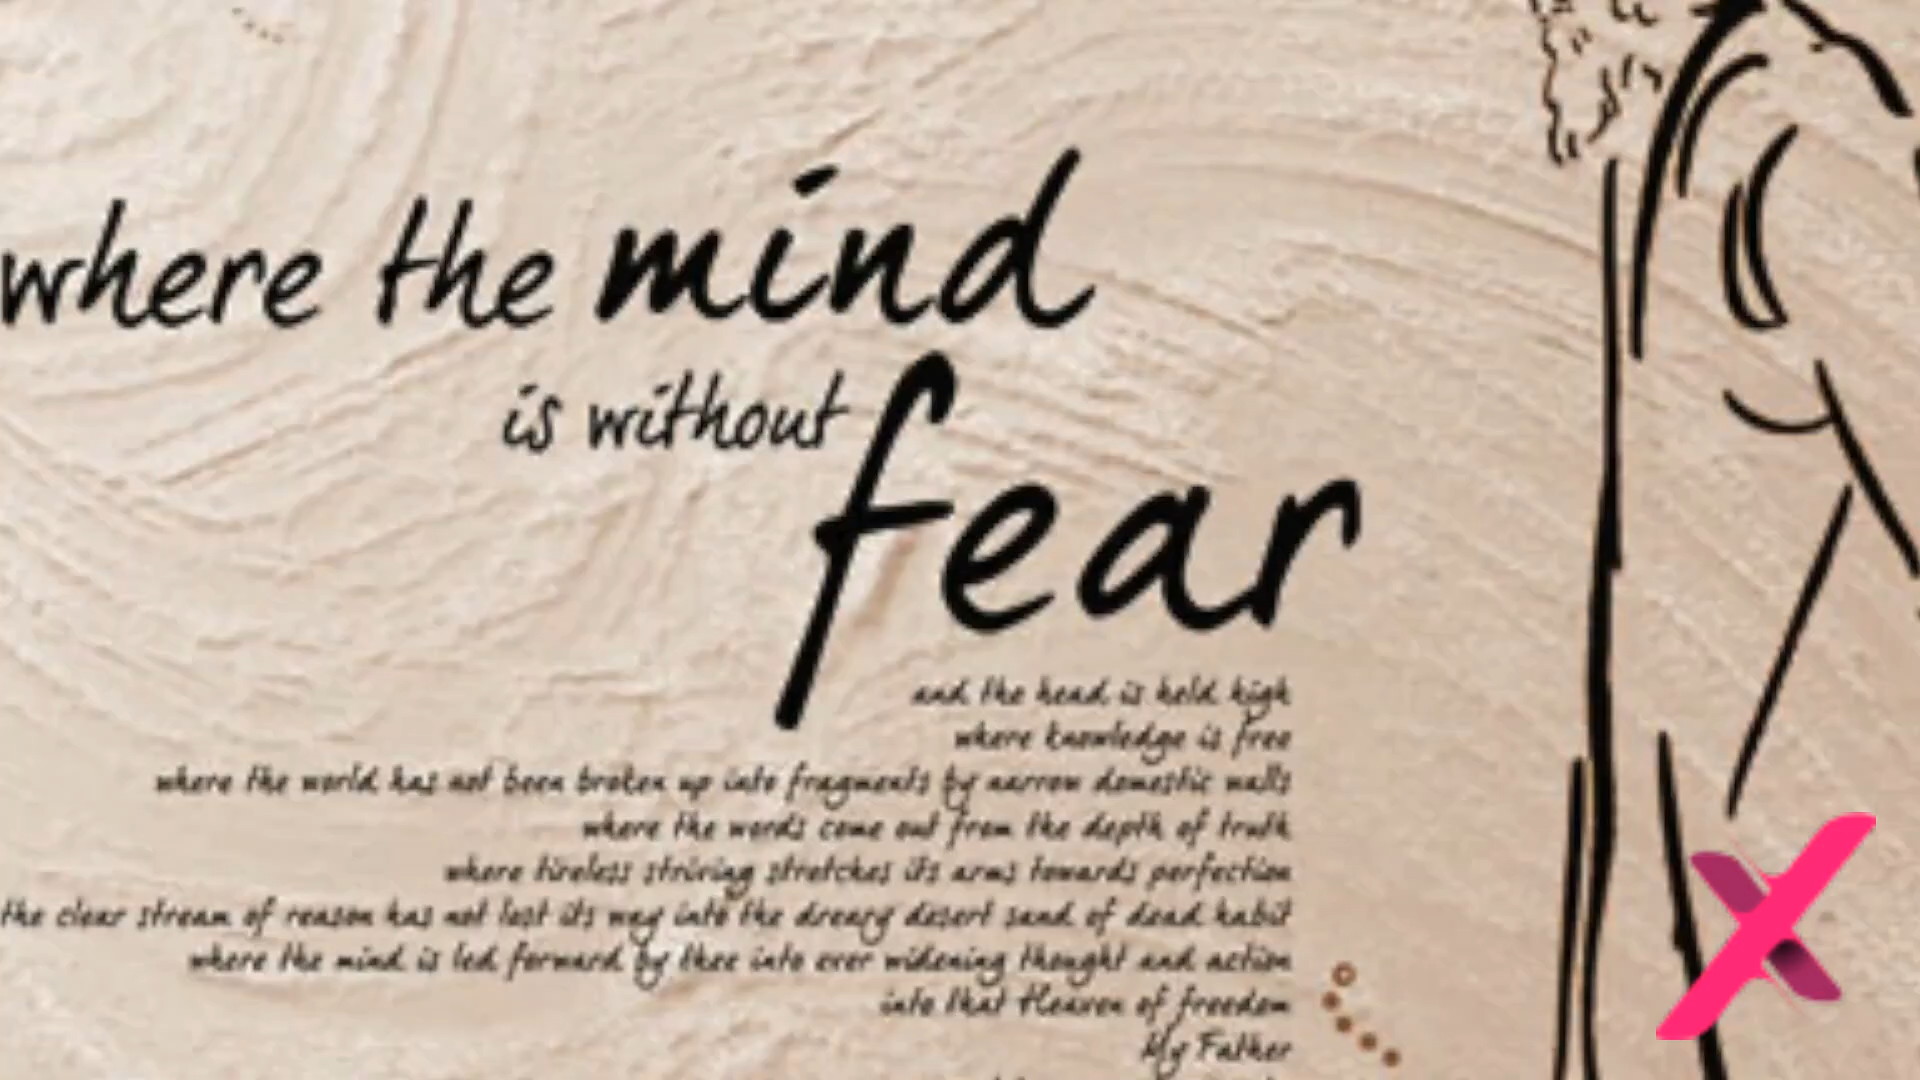 where the mind
is without
fear
and the head is held high
where knowledge is free
where the world has not been broken up into fragments by narrow domestic walls
where the words come out from the depth of truth
where tireless striving stretches its arms towards perfection
the clear stream of reason has not lost its way into the dreary desert sand of dead habit
where the mind is led forward by thee into ever widening thought and action
into that Heaven of freedom
My Father